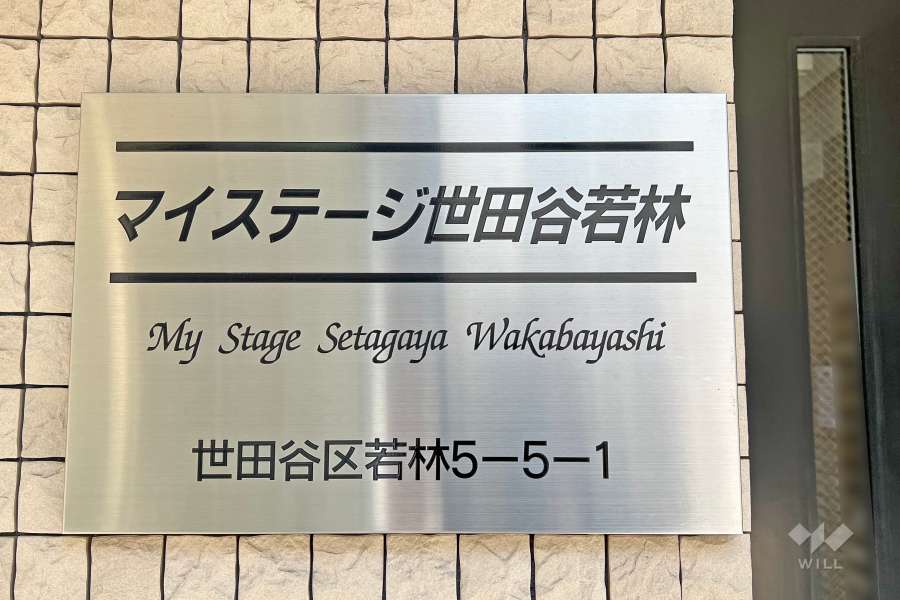 マイステージ世田谷若林
My Stage Setagaya Wakabayashi
世田谷区若林5-5-1
WILL